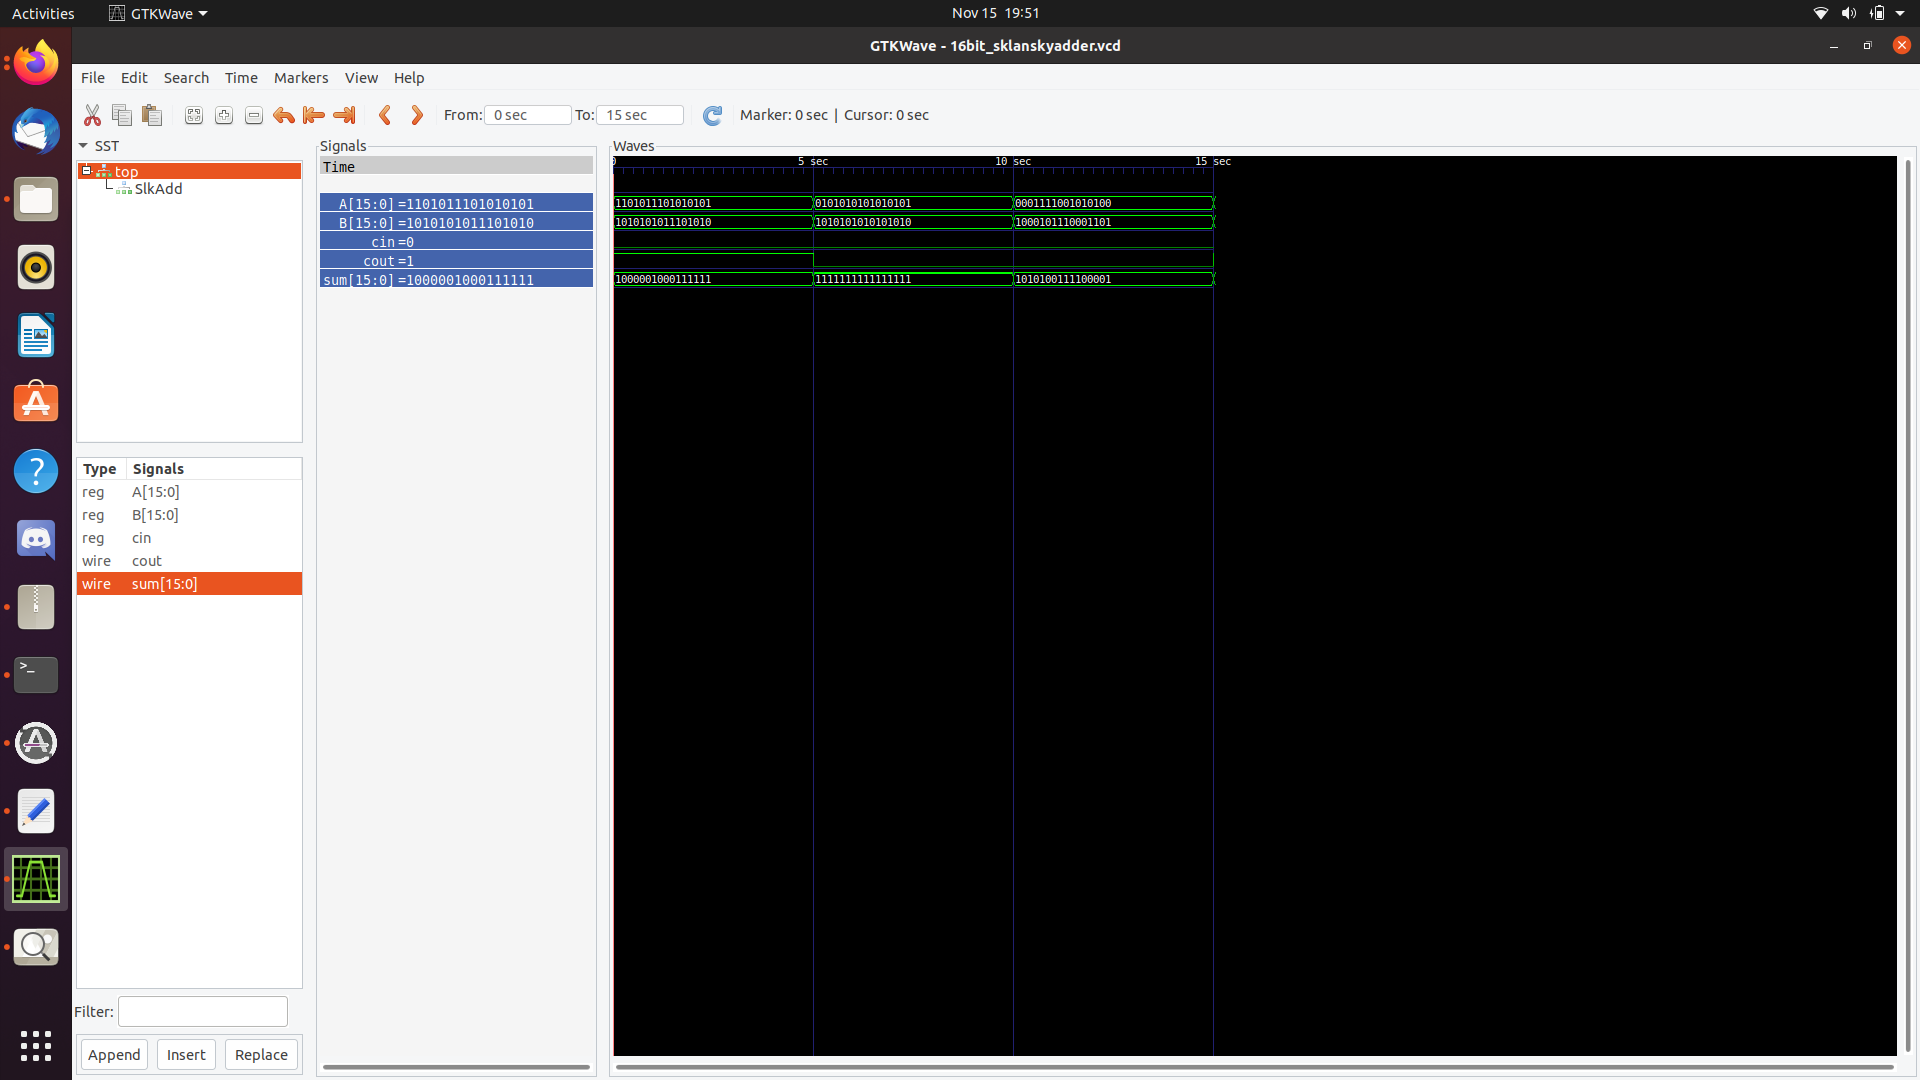 Activities GTKWave Nov 15 19:51
GTKWave - 16bit_sklanskyadder.vcd
File Edit Search Time Markers View Help
From: 0 sec To: 15 sec Marker: 0 sec | Cursor: 0 sec
SST
top
SlkAdd
Type Signals
reg A[15:0]
reg B[15:0]
reg cin
wire cout
wire sum[15:0]
Filter:
Append Insert Replace
Signals
Time
A[15:0] =1101011101010101
B[15:0] =1010101011101010
cin =0
cout =1
sum[15:0] =1000001000111111
Waves
0 5 sec 10 sec 15 sec
1101011101010101 0101010101010101 0001111001010100
1010101011101010 1010101010101010 1000101110001101
1000001000111111 1111111111111111 1010100111100001